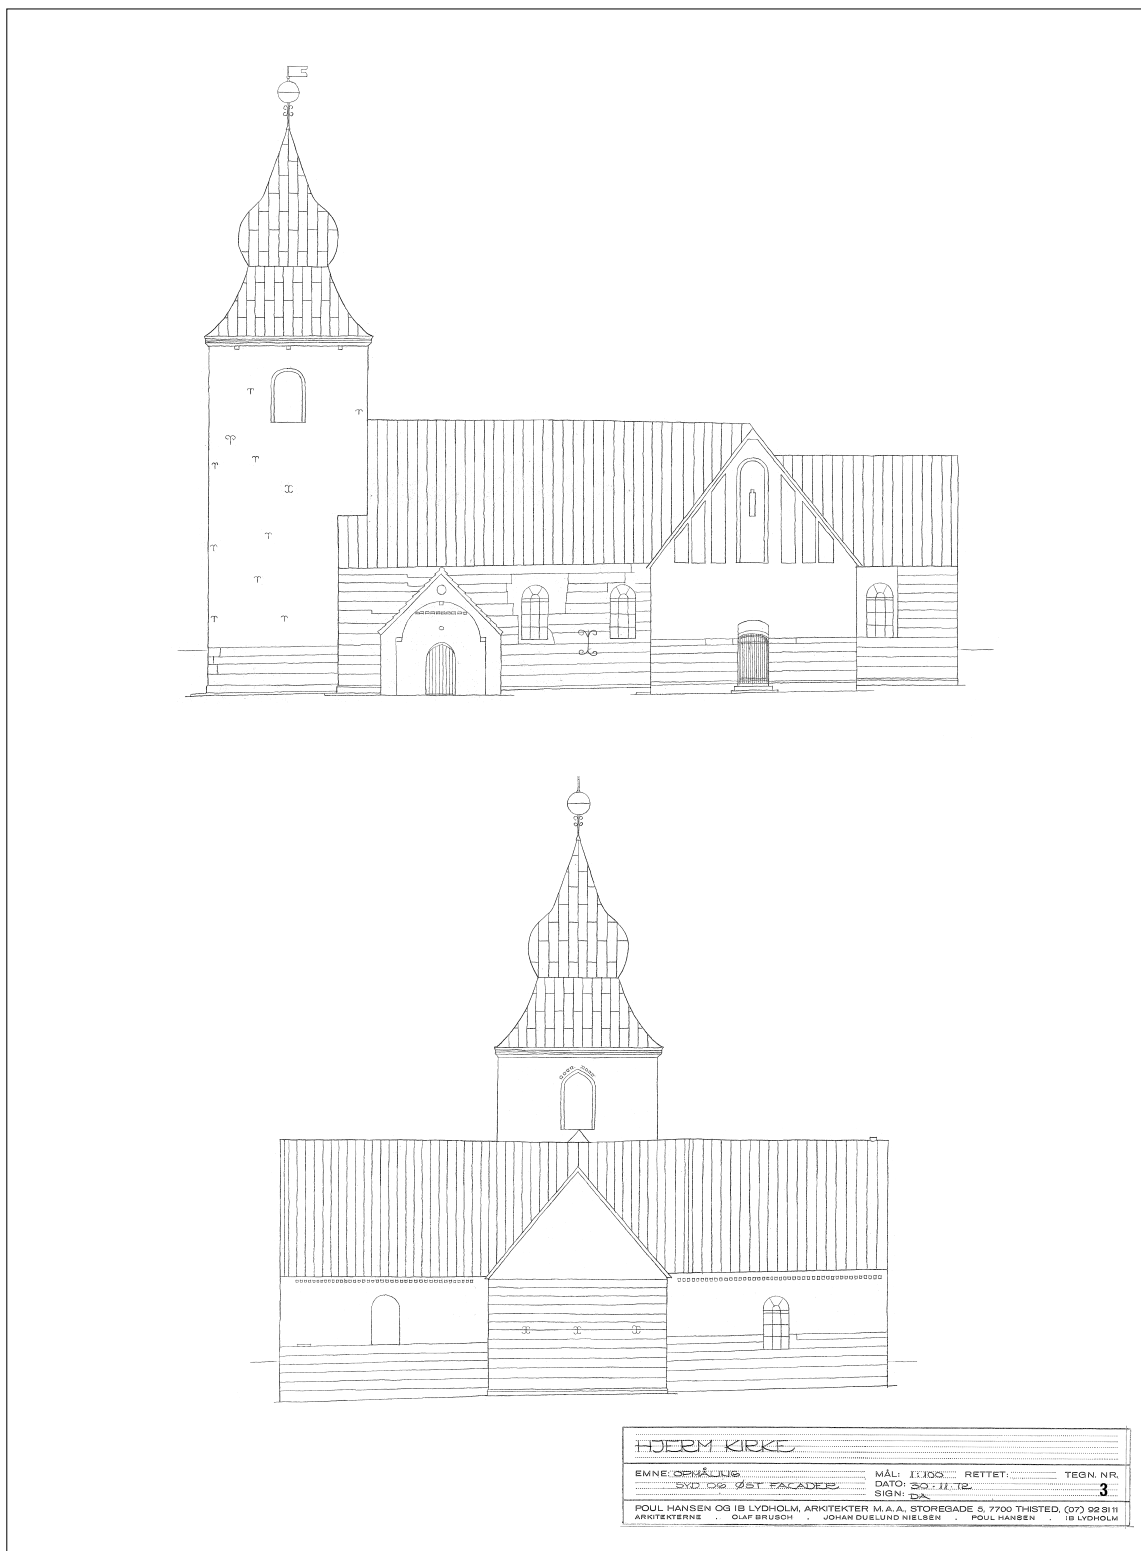 HJERM KIRKE
EMNE: OPMÅLING MÅL: 1:100 RETTET: TEGN. NR.
SYD OG ØST FACADER DATO: 30.11.72 3
SIGN: DA
POUL HANSEN OG IB LYDHOLM, ARKITEKTER M.A.A., STOREGADE 5, 7700 THISTED, (07) 92 31 11
ARKITEKTERNE . OLAF BRUSCH . JOHAN DUELUND NIELSEN . POUL HANSEN . IB LYDHOLM